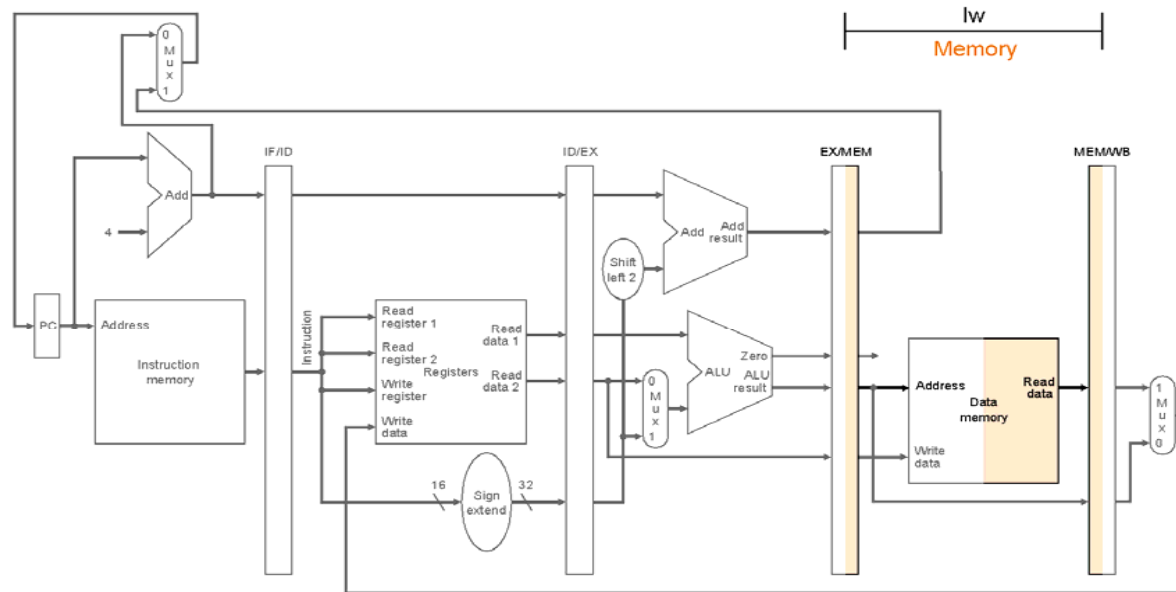 lw
Memory
0
M
u
x
1
IF/ID
ID/EX
EX/MEM
MEM/WB
Add
4
Add
Add
result
Shift
left 2
PC
Address
Instruction
memory
Instruction
Read
register 1
Read
register 2
Registers
Write
register
Write
data
Read
data 1
Read
data 2
0
M
u
x
1
Zero
ALU
ALU
result
Address
Read
data
Data
memory
Write
data
1
M
u
x
0
16
Sign
extend
32